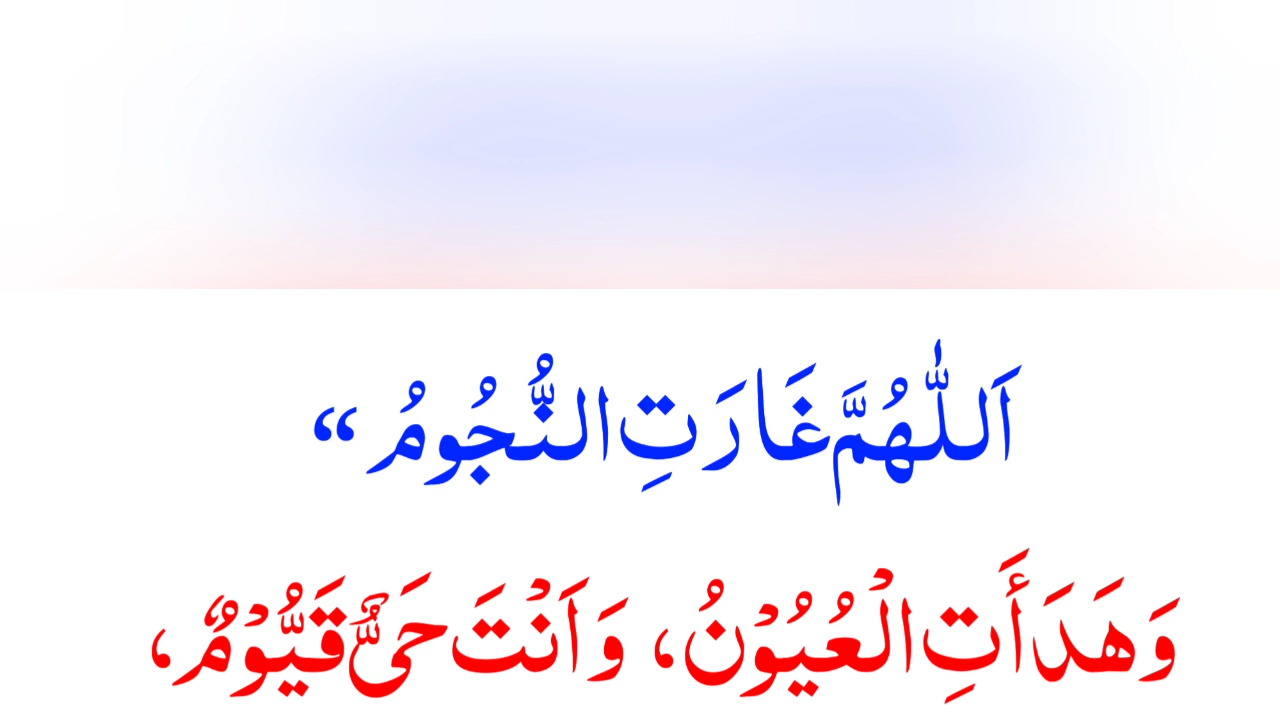 اَللّٰهُمَّ غَارَتِ النُّجُومُ “
وَهَدَأَتِ الْعُيُوْنُ، وَاَنْتَ حَیٌّ قَيُّوْمٌ،